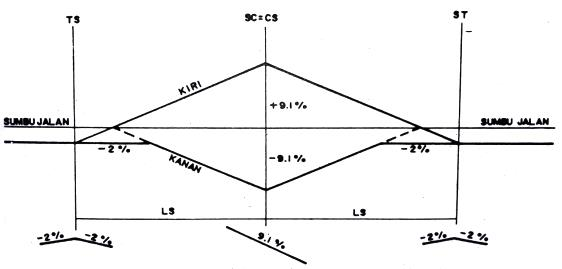 TS
SC=CS
ST
KIRI
+9.1%
SUMBU JALAN
SUMBU JALAN
-2%
KANAN
-9.1%
-2%
LS
LS
-2% -2%
9.1%
-2% -2%